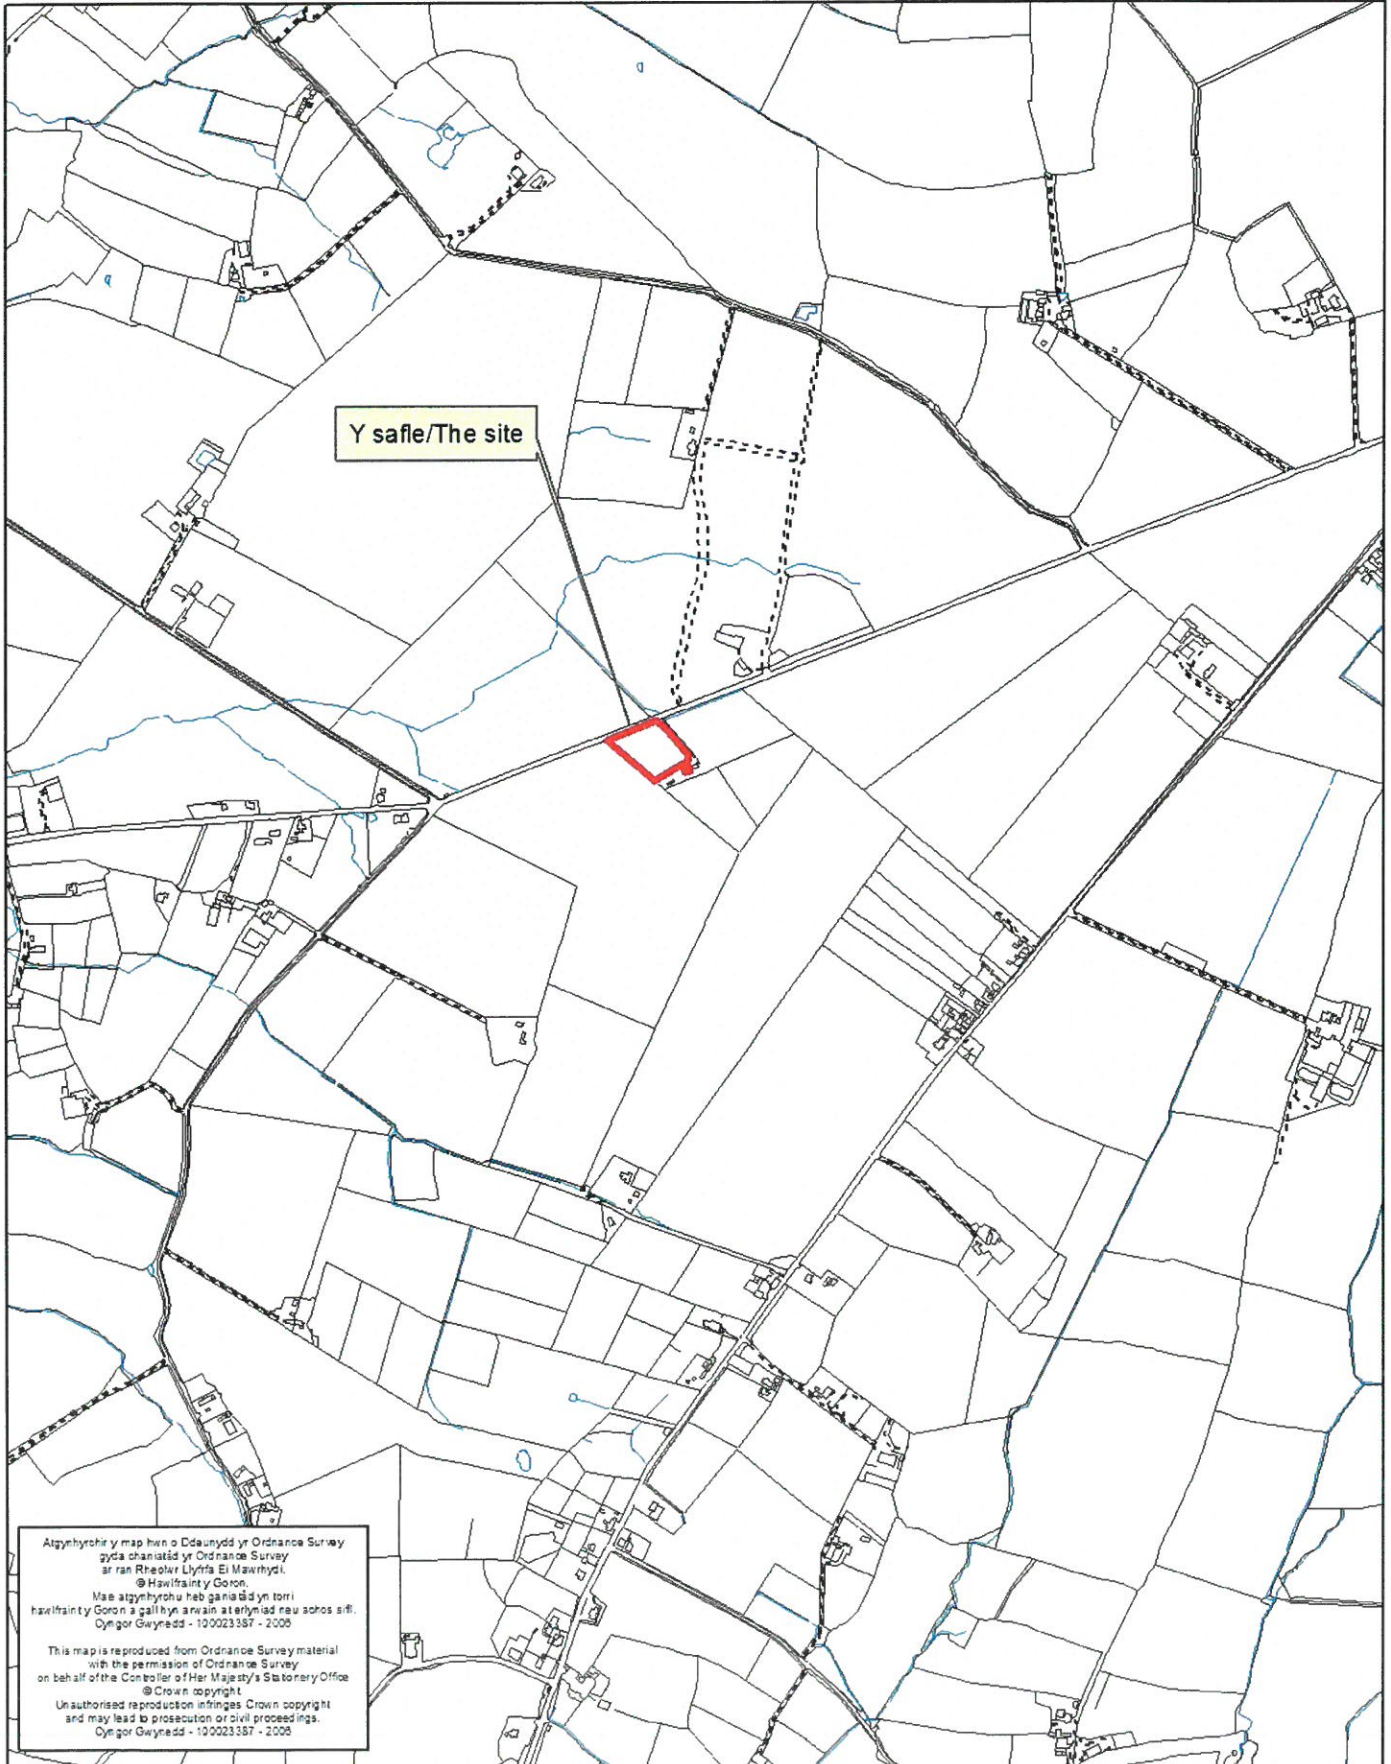 Y safle/The site
Atgynhyrchir y map hwn o Ddeunydd yr Ordnance Survey
gyda chaniatâd yr Ordnance Survey
ar ran Rheolwr Llyfrfa Ei Mawrhydi.
© Hawlfraint y Goron.
Mae atgynhyrchu heb ganiatâd yn torri
hawlfraint y Goron a gall hyn arwain at erlyniad neu achos sifil.
Cyngor Gwynedd - 100023387 - 2005
This map is reproduced from Ordnance Survey material
with the permission of Ordnance Survey
on behalf of the Controller of Her Majesty's Stationery Office
© Crown copyright
Unauthorised reproduction infringes Crown copyright
and may lead to prosecution or civil proceedings.
Cyngor Gwynedd - 100023387 - 2005